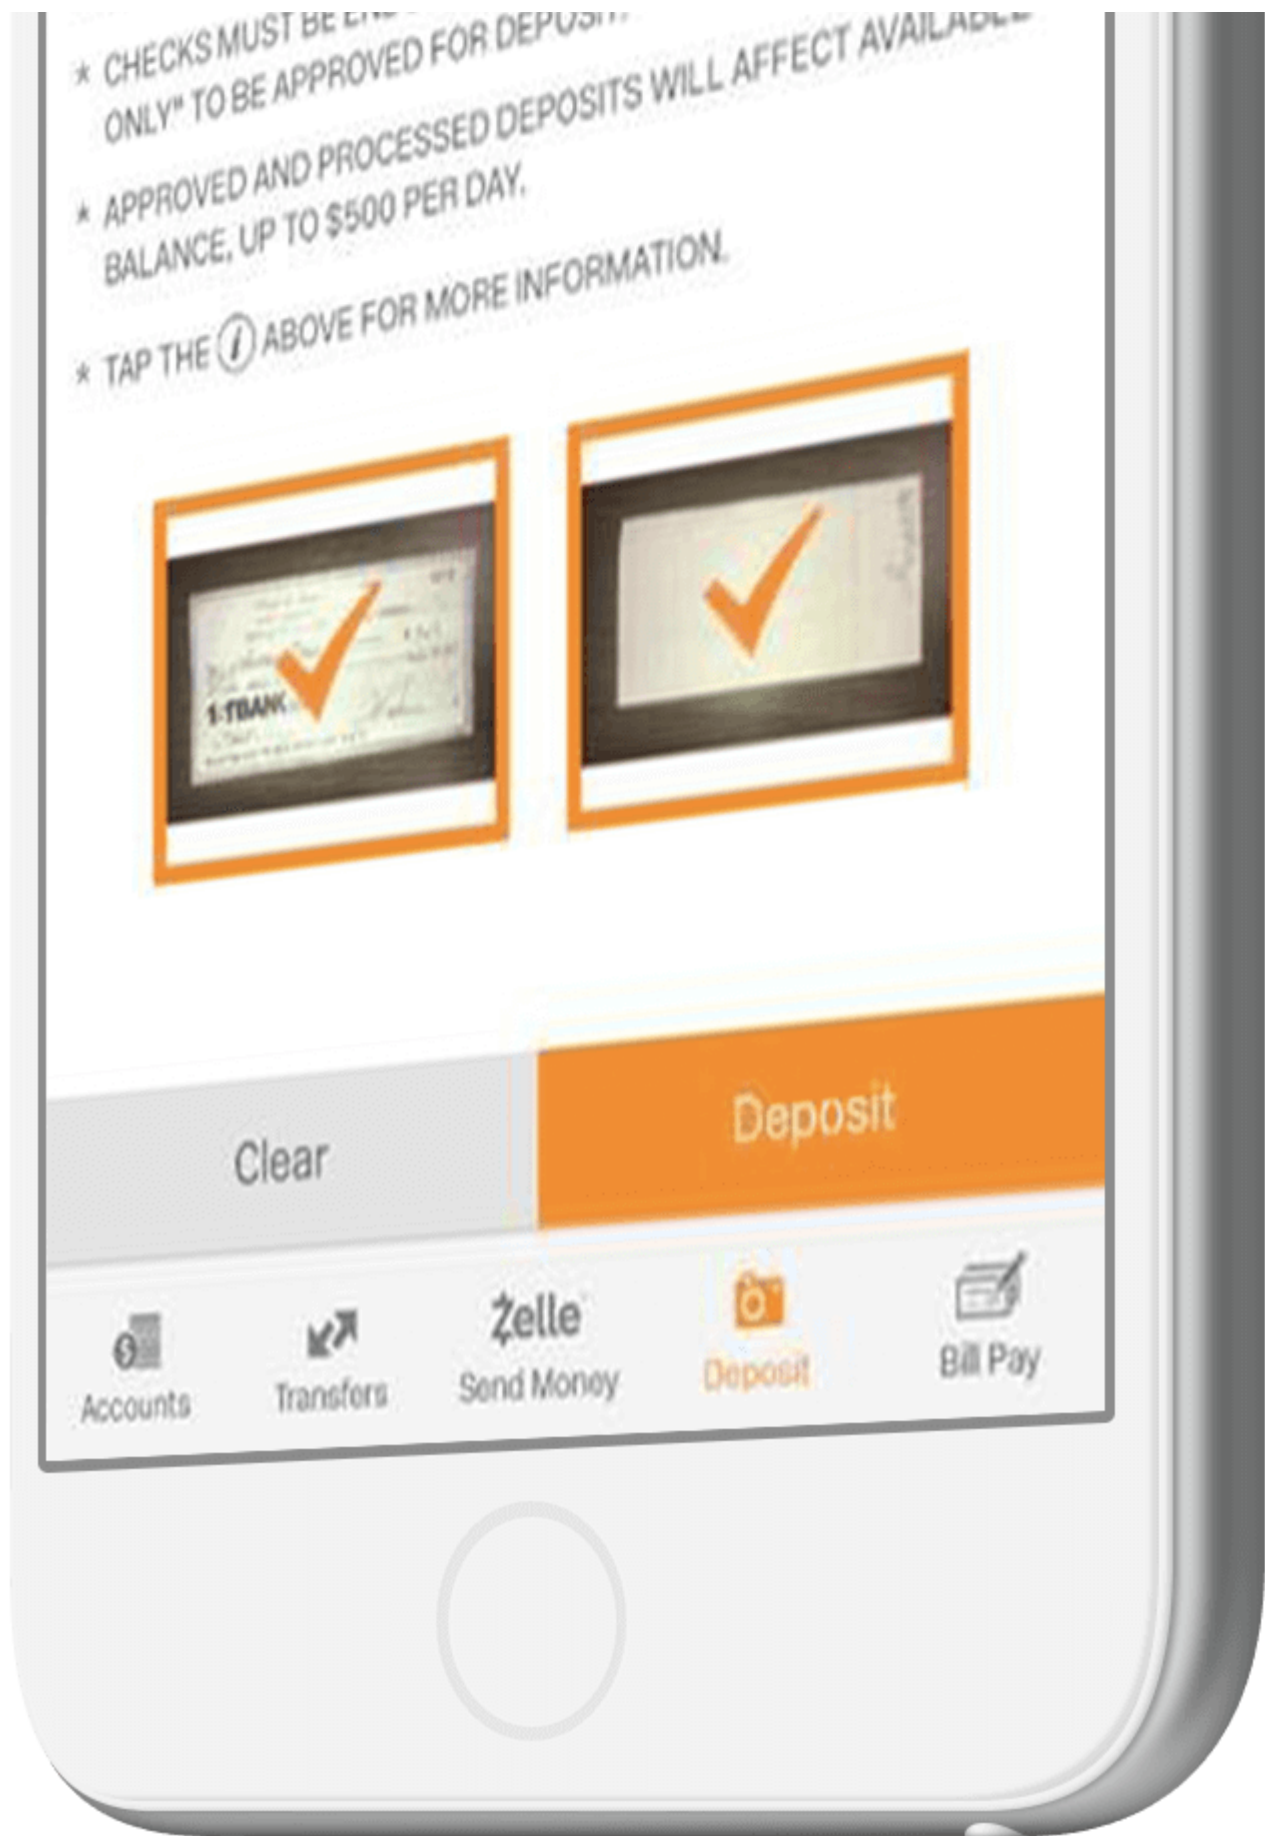 * CHECKS MUST BE
ONLY" TO BE APPROVED FOR DEPOSIT.
* APPROVED AND PROCESSED DEPOSITS WILL AFFECT AVAILABLE
BALANCE, UP TO $500 PER DAY.
* TAP THE i ABOVE FOR MORE INFORMATION.
1STBANK
Clear
Deposit
Accounts
Transfers
Zelle
Send Money
Deposit
Bill Pay